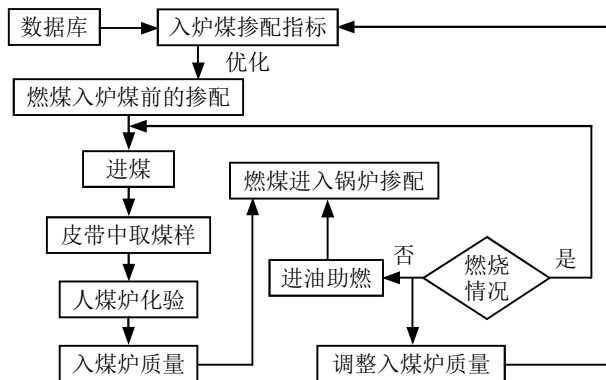 数据库
入炉煤掺配指标
优化
燃煤入炉煤前的掺配
进煤
燃煤进入锅炉掺配
皮带中取煤样
否
燃烧
情况
是
进油助燃
人煤炉化验
入煤炉质量
调整入煤炉质量